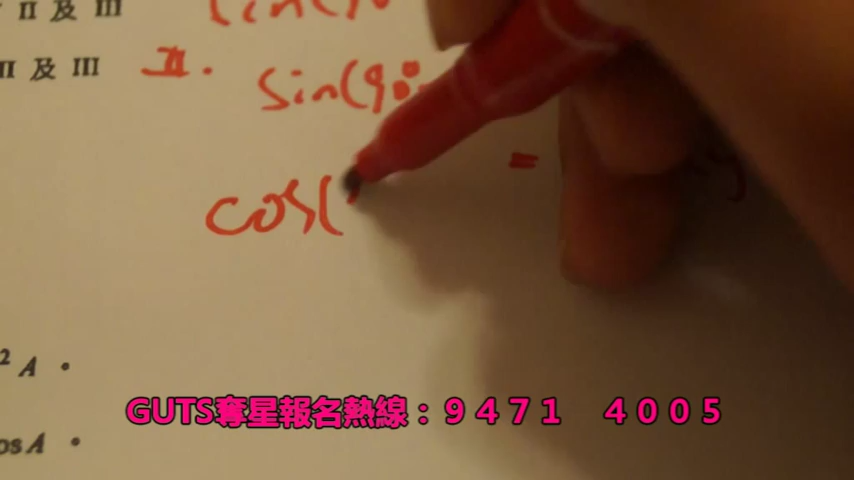 II 及 III
II 及 III II.
sin(90°
cos(
=
² A •
os A •
GUTS奪星報名熱線：９４７１　４００５